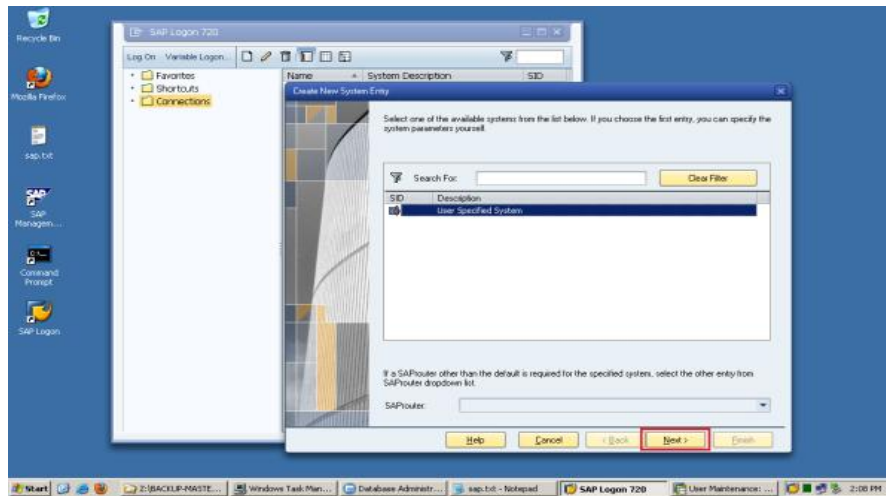 Recycle Bin
Mozilla Firefox
sap.txt
SAP
SAP
Managem...
Command
Prompt
SAP Logon
SAP Logon 720
Log On Variable Logon...
Favorites
Shortcuts
Connections
Name System Description SID
Create New System Entry
Select one of the available systems from the list below. If you choose the first entry, you can specify the
system parameters yourself.
Search For: Clear Filter
SID Description
User Specified System
If a SAProuter other than the default is required for the specified system, select the other entry from
SAProuter dropdown list.
SAProuter:
Help Cancel < Back Next > Finish
Start Z:\BACKUP-MASTE... Windows Task Man... Database Administr... sap.txt - Notepad SAP Logon 720 User Maintenance: ... 2:08 PM